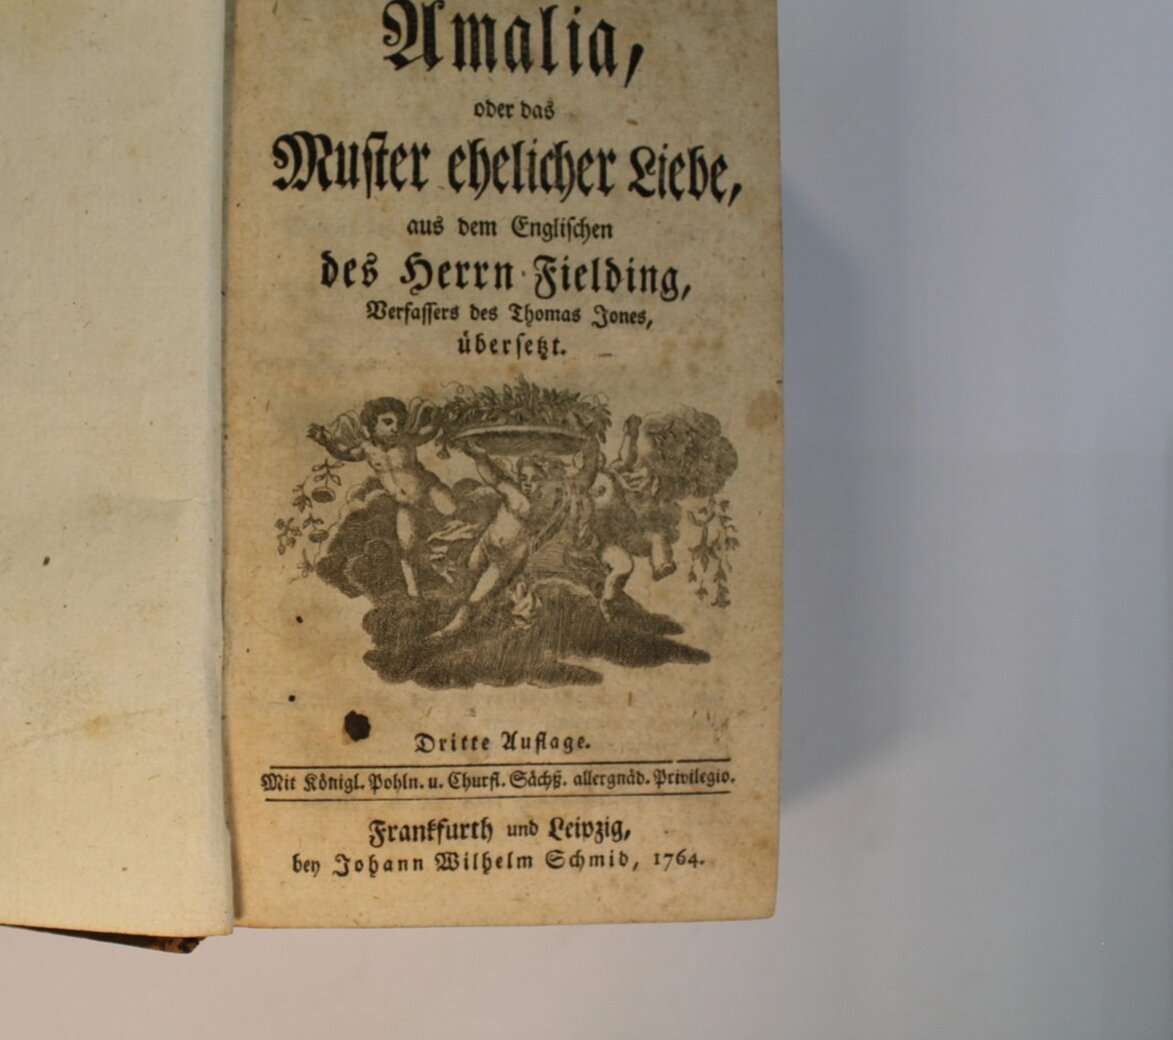 Amalia,
oder das
Muſter ehelicher Liebe,
aus dem Engliſchen
des Herrn Fielding,
Verfaſſers des Thomas Jones,
überſetzt.
Dritte Auflage.
Mit Königl. Pohln. u. Churfl. Sächß. allergnäd. Privilegio.
Frankfurth und Leipzig,
bey Johann Wilhelm Schmid, 1764.